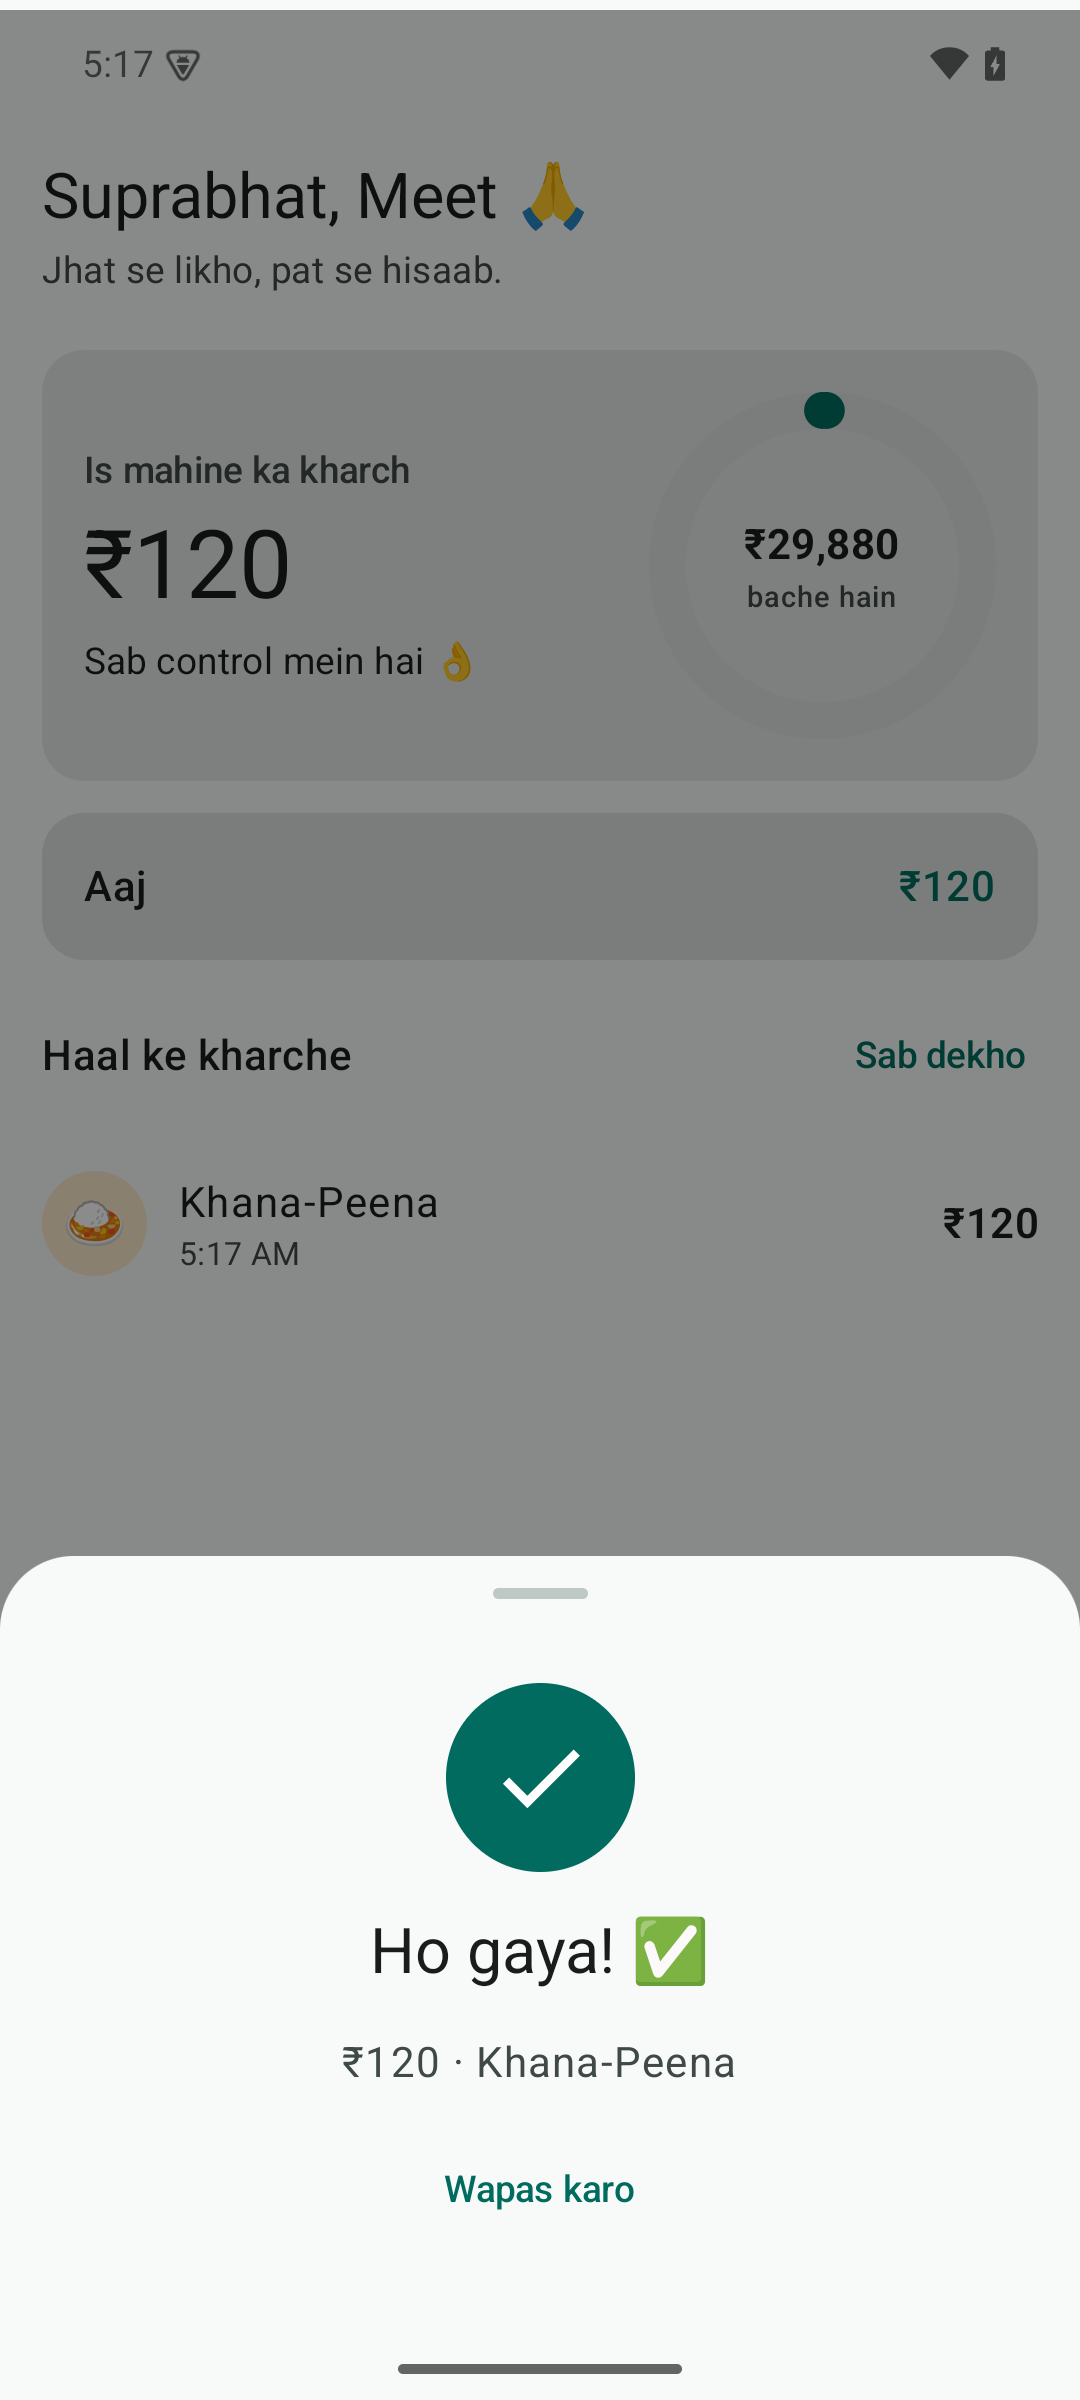 5:17
Suprabhat, Meet 🙏
Jhat se likho, pat se hisaab.
Is mahine ka kharch
₹120
Sab control mein hai 👌
₹29,880
bache hain
Aaj
₹120
Haal ke kharche
Sab dekho
Khana-Peena
5:17 AM
₹120
Ho gaya! ✅
₹120 · Khana-Peena
Wapas karo